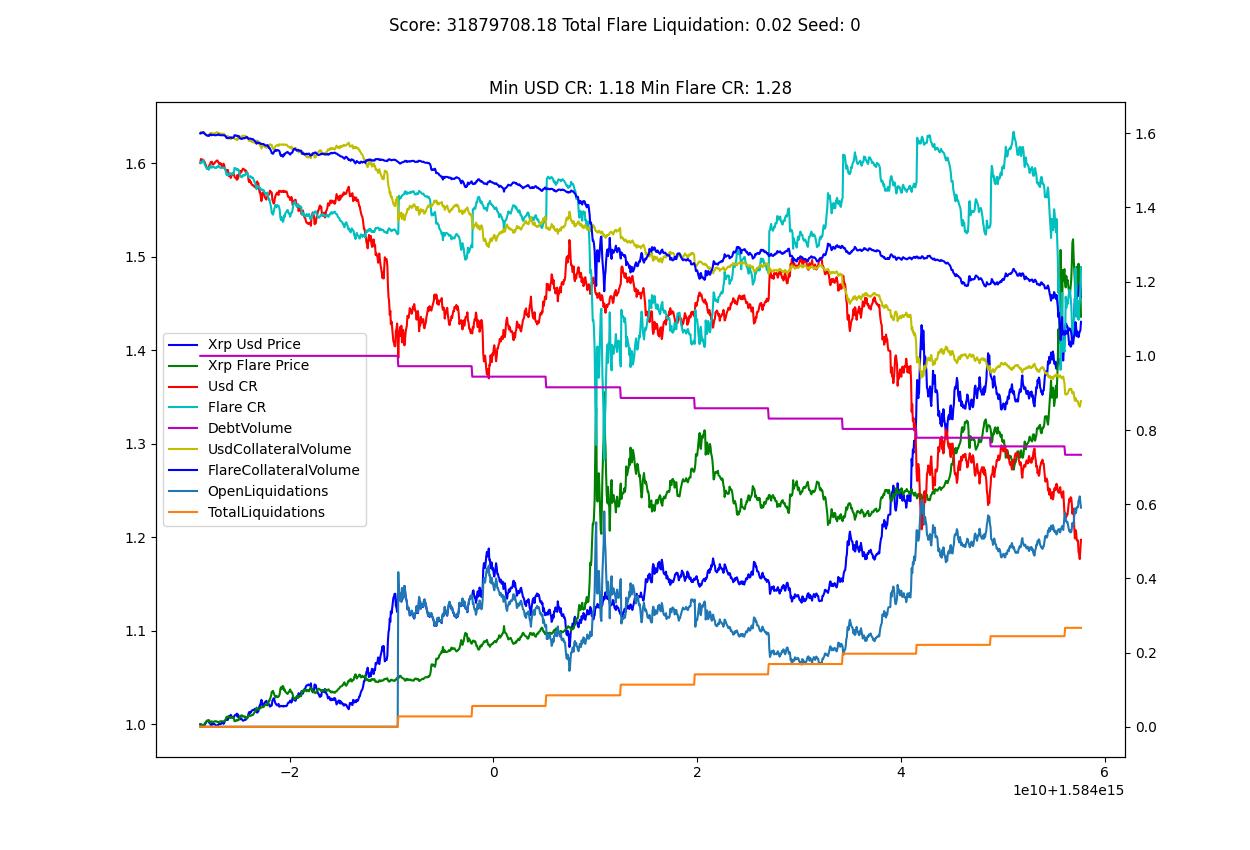 Score: 31879708.18 Total Flare Liquidation: 0.02 Seed: 0
Min USD CR: 1.18 Min Flare CR: 1.28
1.6
1.5
1.4
1.3
1.2
1.1
1.0
1.6
1.4
1.2
1.0
0.8
0.6
0.4
0.2
0.0
Xrp Usd Price
Xrp Flare Price
Usd CR
Flare CR
DebtVolume
UsdCollateralVolume
FlareCollateralVolume
OpenLiquidations
TotalLiquidations
−2 0 2 4 6
1e10+1.584e15